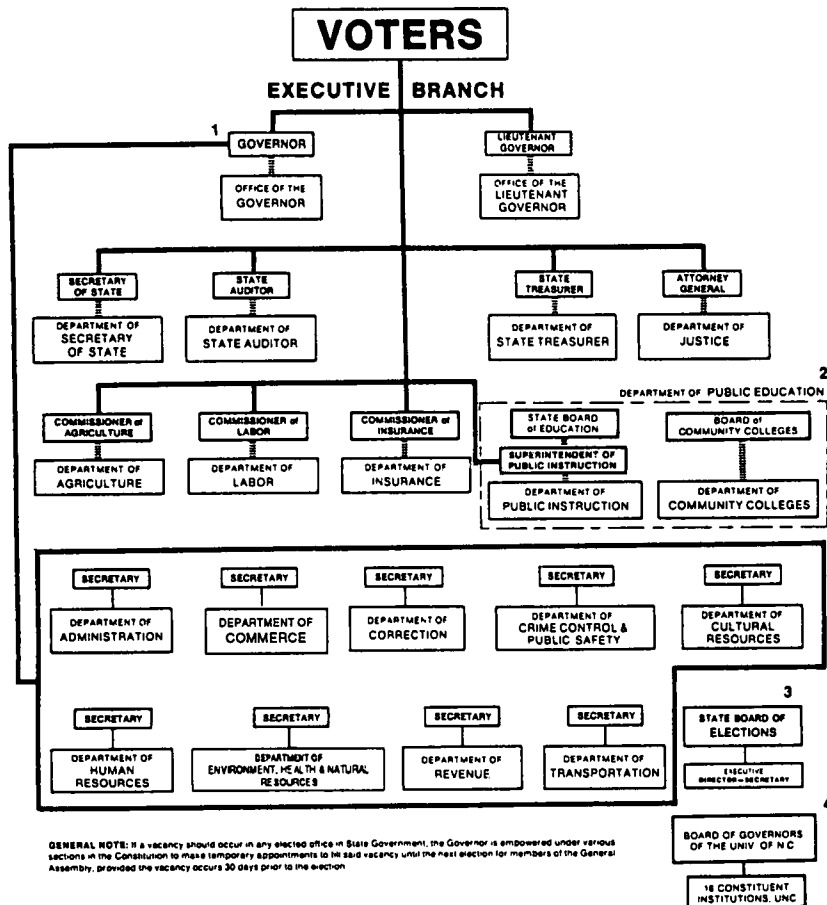 VOTERS
EXECUTIVE BRANCH
1
GOVERNOR
LIEUTENANT
GOVERNOR
OFFICE OF THE
GOVERNOR
OFFICE OF THE
LIEUTENANT
GOVERNOR
SECRETARY
OF STATE
STATE
AUDITOR
STATE
TREASURER
ATTORNEY
GENERAL
DEPARTMENT OF
SECRETARY
OF STATE
DEPARTMENT OF
STATE AUDITOR
DEPARTMENT OF
STATE TREASURER
DEPARTMENT OF
JUSTICE
2
DEPARTMENT OF PUBLIC EDUCATION
COMMISSIONER of
AGRICULTURE
COMMISSIONER of
LABOR
COMMISSIONER of
INSURANCE
STATE BOARD
of EDUCATION
BOARD of
COMMUNITY COLLEGES
SUPERINTENDENT OF
PUBLIC INSTRUCTION
DEPARTMENT OF
AGRICULTURE
DEPARTMENT OF
LABOR
DEPARTMENT OF
INSURANCE
DEPARTMENT OF
PUBLIC INSTRUCTION
DEPARTMENT OF
COMMUNITY COLLEGES
SECRETARY
SECRETARY
SECRETARY
SECRETARY
SECRETARY
DEPARTMENT OF
ADMINISTRATION
DEPARTMENT OF
COMMERCE
DEPARTMENT OF
CORRECTION
DEPARTMENT OF
CRIME CONTROL &
PUBLIC SAFETY
DEPARTMENT OF
CULTURAL
RESOURCES
SECRETARY
SECRETARY
SECRETARY
SECRETARY
DEPARTMENT OF
HUMAN
RESOURCES
DEPARTMENT OF
ENVIRONMENT, HEALTH & NATURAL
RESOURCES
DEPARTMENT OF
REVENUE
DEPARTMENT OF
TRANSPORTATION
3
STATE BOARD OF
ELECTIONS
EXECUTIVE
DIRECTOR-SECRETARY
4
BOARD OF GOVERNORS
OF THE UNIV. OF N C
16 CONSTITUENT
INSTITUTIONS, UNC
GENERAL NOTE: If a vacancy should occur in any elected office in State Government, the Governor is empowered under various
sections in the Constitution to make temporary appointments to fill said vacancy until the next election for members of the General
Assembly, provided the vacancy occurs 30 days prior to the election